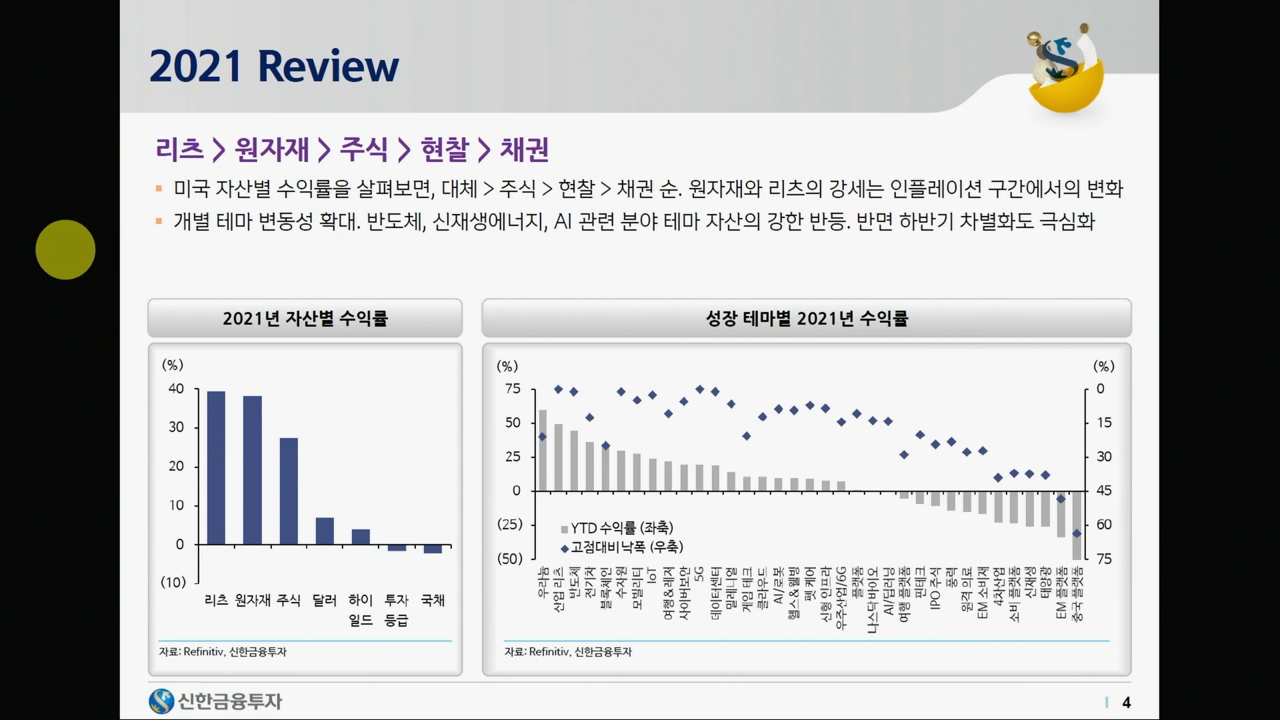 2021 Review
리츠 > 원자재 > 주식 > 현찰 > 채권
▪ 미국 자산별 수익률을 살펴보면, 대체 > 주식 > 현찰 > 채권 순. 원자재와 리츠의 강세는 인플레이션 구간에서의 변화
▪ 개별 테마 변동성 확대. 반도체, 신재생에너지, AI 관련 분야 테마 자산의 강한 반등. 반면 하반기 차별화도 극심화
2021년 자산별 수익률
(%)
40
30
20
10
0
(10)
리츠 원자재 주식 달러 하이일드 투자등급 국채
자료: Refinitiv, 신한금융투자
성장 테마별 2021년 수익률
(%) (%)
75 0
50 15
25 30
0 45
(25) 60
(50) 75
YTD 수익률 (좌축)
고점대비낙폭 (우축)
우라늄
산업 리츠
반도체
전기차
블록체인
수자원
모빌리티
IoT
여행&레저
사이버보안
5G
데이터센터
밀레니얼
게임 테크
클라우드
AI/로봇
헬스&웰빙
펫 케어
신형 인프라
우주산업/6G
플랫폼
나스닥바이오
AI/딥러닝
여행 플랫폼
핀테크
IPO 주식
풍력
원격 의료
EM 소비재
4차산업
소비 플랫폼
신재생
태양광
EM 플랫폼
중국 플랫폼
자료: Refinitiv, 신한금융투자
신한금융투자
4